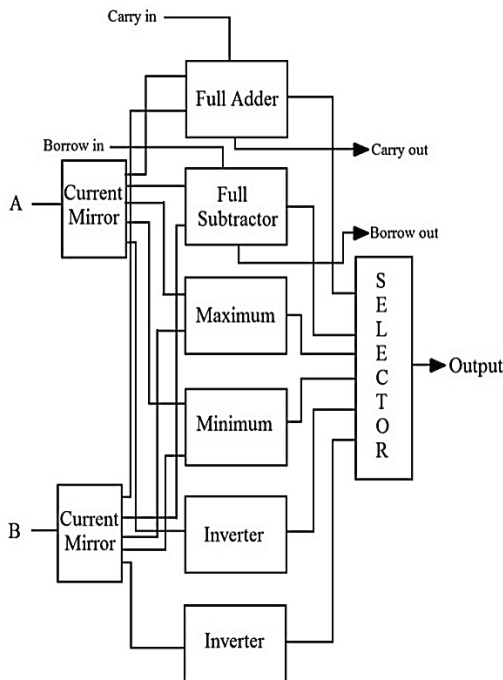 Carry in
Full Adder
Carry out
Borrow in
A
Current
Mirror
Full
Subtractor
Borrow out
Maximum
SELECTOR
Output
Minimum
B
Current
Mirror
Inverter
Inverter